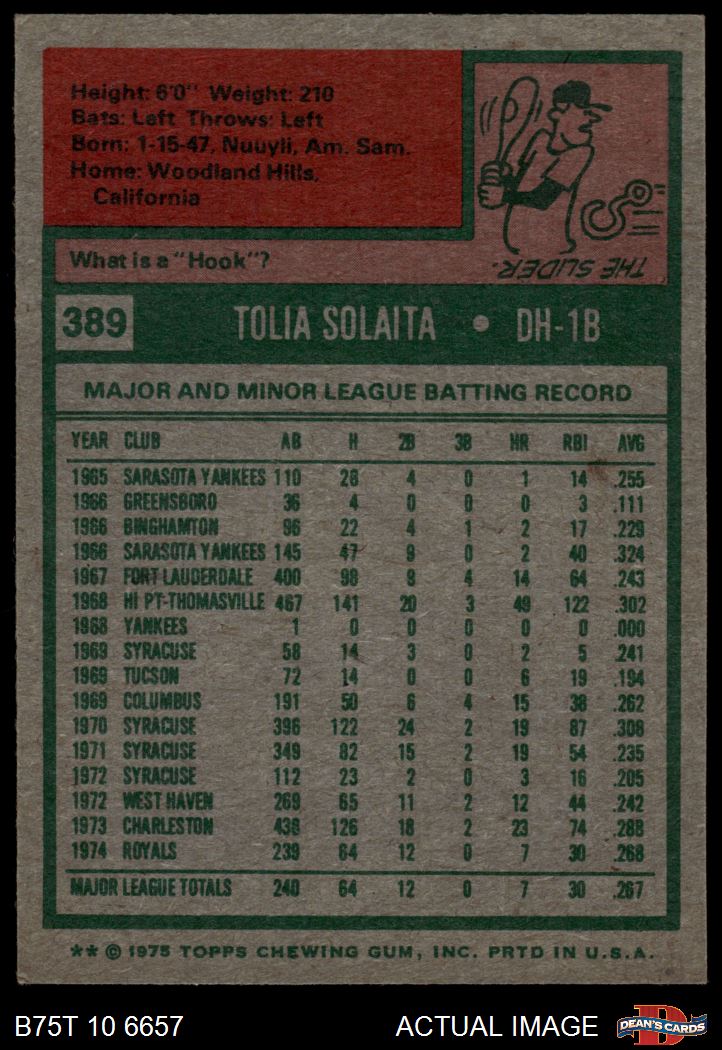 Height: 6'0" Weight: 210
Bats: Left Throws: Left
Born: 1-15-47, Nuuyli, Am. Sam.
Home: Woodland Hills,
California
What is a "Hook"?
THE SLIDER.
389 TOLIA SOLAITA • DH-1B
MAJOR AND MINOR LEAGUE BATTING RECORD
YEAR CLUB AB H 2B 3B HR RBI AVG
1965 SARASOTA YANKEES 110 28 4 0 1 14 .255
1966 GREENSBORO 36 4 0 0 0 3 .111
1966 BINGHAMTON 96 22 4 1 2 17 .229
1966 SARASOTA YANKEES 145 47 9 0 2 40 .324
1967 FORT LAUDERDALE 400 98 8 4 14 64 .243
1968 HI PT-THOMASVILLE 467 141 20 3 49 122 .302
1968 YANKEES 1 0 0 0 0 0 .000
1969 SYRACUSE 58 14 3 0 2 5 .241
1969 TUCSON 72 14 0 0 6 19 .194
1969 COLUMBUS 191 50 6 4 15 38 .262
1970 SYRACUSE 396 122 24 2 19 87 .308
1971 SYRACUSE 349 82 15 2 19 54 .235
1972 SYRACUSE 112 23 2 0 3 16 .205
1972 WEST HAVEN 269 65 11 2 12 44 .242
1973 CHARLESTON 438 126 18 2 23 74 .288
1974 ROYALS 239 64 12 0 7 30 .268
MAJOR LEAGUE TOTALS 240 64 12 0 7 30 .267
** © 1975 TOPPS CHEWING GUM, INC. PRTD IN U.S.A.
B75T 10 6657 ACTUAL IMAGE
DEAN'S CARDS